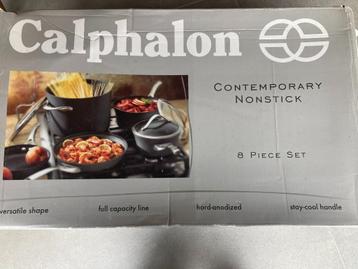 Calphalon
CONTEMPORARY
NONSTICK
8 PIECE SET
versatile shape
full capacity line
hard-anodized
stay-cool handle